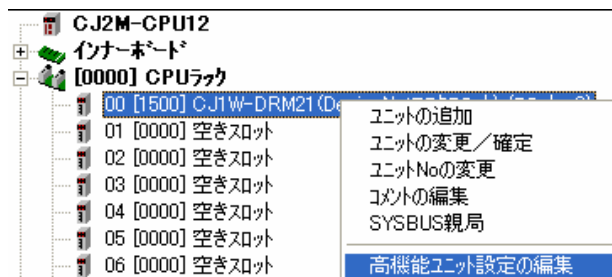 CJ2M-CPU12
インナーボード
[0000] CPUラック
00 [1500] CJ1W-DRM21(De
ユニットの追加
01 [0000] 空きスロット
ユニットの変更／確定
02 [0000] 空きスロット
ユニットNoの変更
03 [0000] 空きスロット
コメントの編集
04 [0000] 空きスロット
SYSBUS親局
05 [0000] 空きスロット
06 [0000] 空きスロット
高機能ユニット設定の編集